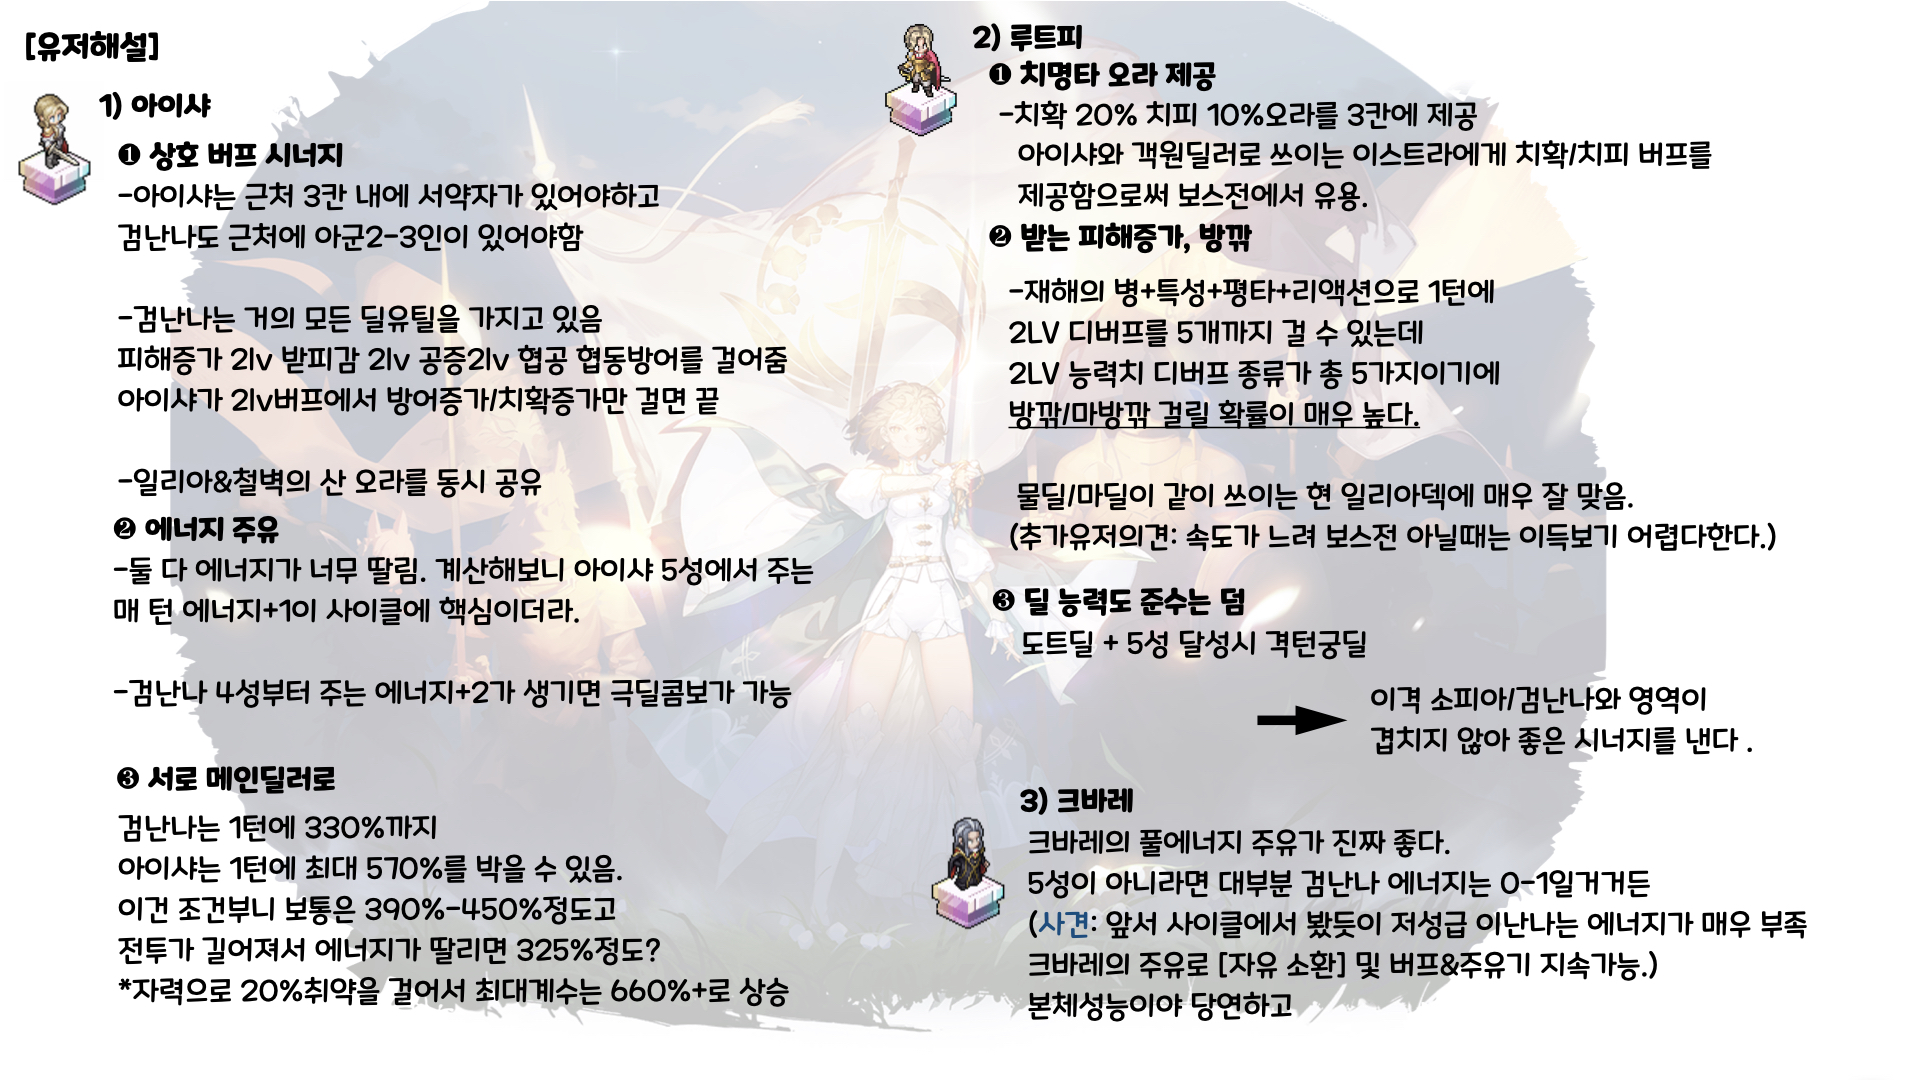 [유저해설]
1) 아이샤
❶ 상호 버프 시너지
-아이샤는 근처 3칸 내에 서약자가 있어야하고
검난나도 근처에 아군2-3인이 있어야함
-검난나는 거의 모든 딜유틸을 가지고 있음
피해증가 2lv 받피감 2lv 공증2lv 협공 협동방어를 걸어줌
아이샤가 2lv버프에서 방어증가/치확증가만 걸면 끝
-일리아&철벽의 산 오라를 동시 공유
❷ 에너지 주유
-둘 다 에너지가 너무 딸림. 계산해보니 아이샤 5성에서 주는
매 턴 에너지+1이 사이클에 핵심이더라.
-검난나 4성부터 주는 에너지+2가 생기면 극딜콤보가 가능
❸ 서로 메인딜러로
검난나는 1턴에 330%까지
아이샤는 1턴에 최대 570%를 박을 수 있음.
이건 조건부니 보통은 390%-450%정도고
전투가 길어져서 에너지가 딸리면 325%정도?
*자력으로 20%취약을 걸어서 최대계수는 660%+로 상승
2) 루트피
❶ 치명타 오라 제공
-치확 20% 치피 10%오라를 3칸에 제공
아이샤와 객원딜러로 쓰이는 이스트라에게 치확/치피 버프를
제공함으로써 보스전에서 유용.
❷ 받는 피해증가, 방깎
-재해의 병+특성+평타+리액션으로 1턴에
2LV 디버프를 5개까지 걸 수 있는데
2LV 능력치 디버프 종류가 총 5가지이기에
방깎/마방깎 걸릴 확률이 매우 높다.
물딜/마딜이 같이 쓰이는 현 일리아덱에 매우 잘 맞음.
(추가유저의견: 속도가 느려 보스전 아닐때는 이득보기 어렵다한다.)
❸ 딜 능력도 준수는 덤
도트딜 + 5성 달성시 격턴궁딜
이격 소피아/검난나와 영역이
겹치지 않아 좋은 시너지를 낸다 .
3) 크바레
크바레의 풀에너지 주유가 진짜 좋다.
5성이 아니라면 대부분 검난나 에너지는 0-1일거거든
(사견: 앞서 사이클에서 봤듯이 저성급 이난나는 에너지가 매우 부족
크바레의 주유로 [자유 소환] 및 버프&주유기 지속가능.)
본체성능이야 당연하고